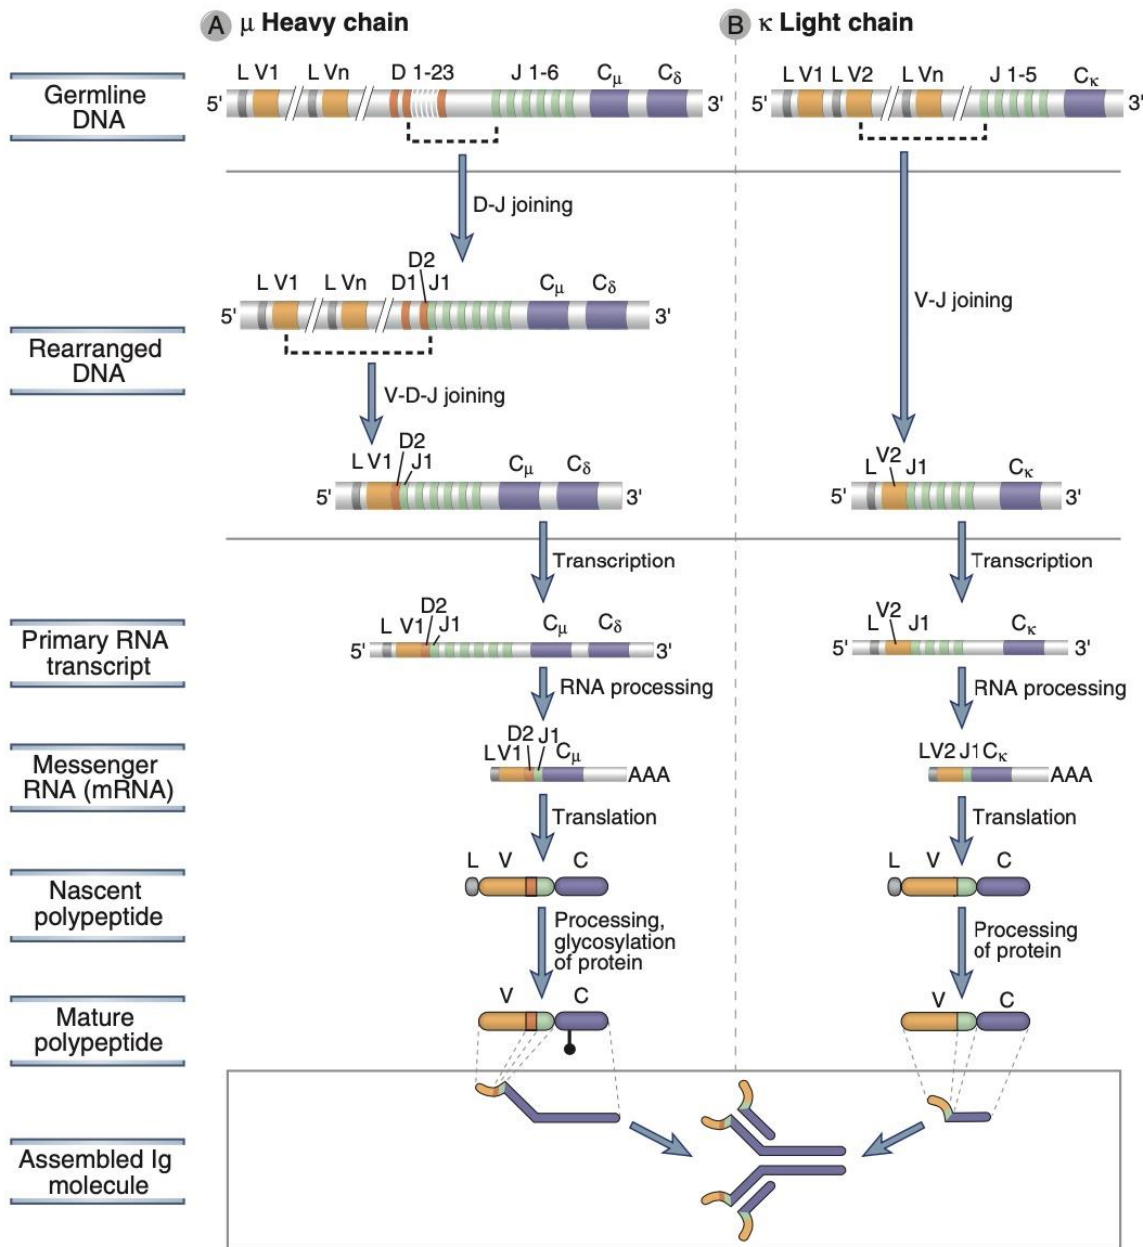 A μ Heavy chain
B κ Light chain
Germline
DNA
L V1 L Vn D 1-23 J 1-6 Cμ Cδ
5' 3'
L V1 L V2 L Vn J 1-5 Cκ
5' 3'
D-J joining
Rearranged
DNA
D2
L V1 L Vn D1 J1 Cμ Cδ
5' 3'
V-J joining
V-D-J joining
D2
L V1 J1 Cμ Cδ
5' 3'
V2
L J1 Cκ
5' 3'
Transcription
Transcription
Primary RNA
transcript
D2
L V1 J1 Cμ Cδ
5' 3'
V2
L J1 Cκ
5' 3'
RNA processing
RNA processing
Messenger
RNA (mRNA)
D2 J1
L V1 Cμ
AAA
LV2 J1 Cκ
AAA
Translation
Translation
Nascent
polypeptide
L V C
L V C
Processing,
glycosylation
of protein
Processing
of protein
Mature
polypeptide
V C
V C
Assembled Ig
molecule